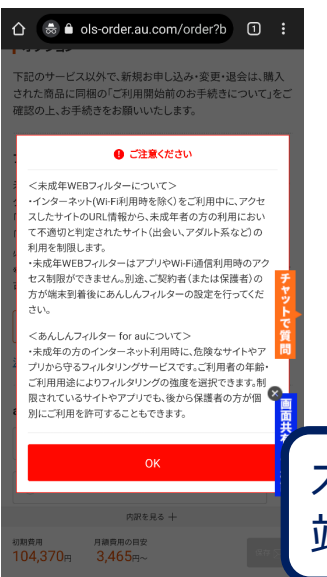 ols-order.au.com/order?b
1
オプション
下記のサービス以外で、新規お申し込み・変更・退会は、購入
された商品に同梱の「ご利用開始前のお手続きについて」をご
確認の上、お手続きをお願いいたします。
ご注意ください
＜未成年WEBフィルターについて＞
・インターネット(Wi-Fi利用時を除く)をご利用中に、アクセ
スしたサイトのURL情報から、未成年者の方の利用におい
て不適切と判定されたサイト(出会い、アダルト系など)の
利用を制限します。
・未成年WEBフィルターはアプリやWi-Fi通信利用時のアク
セス制限ができません。別途、ご契約者(または保護者)の
方が端末到着後にあんしんフィルターの設定を行ってくだ
さい。
＜あんしんフィルター for auについて＞
・未成年の方のインターネット利用時に、危険なサイトやア
プリから守るフィルタリングサービスです。ご利用者の年齢・
ご利用用途によりフィルタリングの強度を選択できます。制
限されているサイトやアプリでも、後から保護者の方が個
別にご利用を許可することもできます。
OK
チャットで質問
画面共
内訳を見る ＋
初期費用
104,370円
月額費用の目安
3,465円～